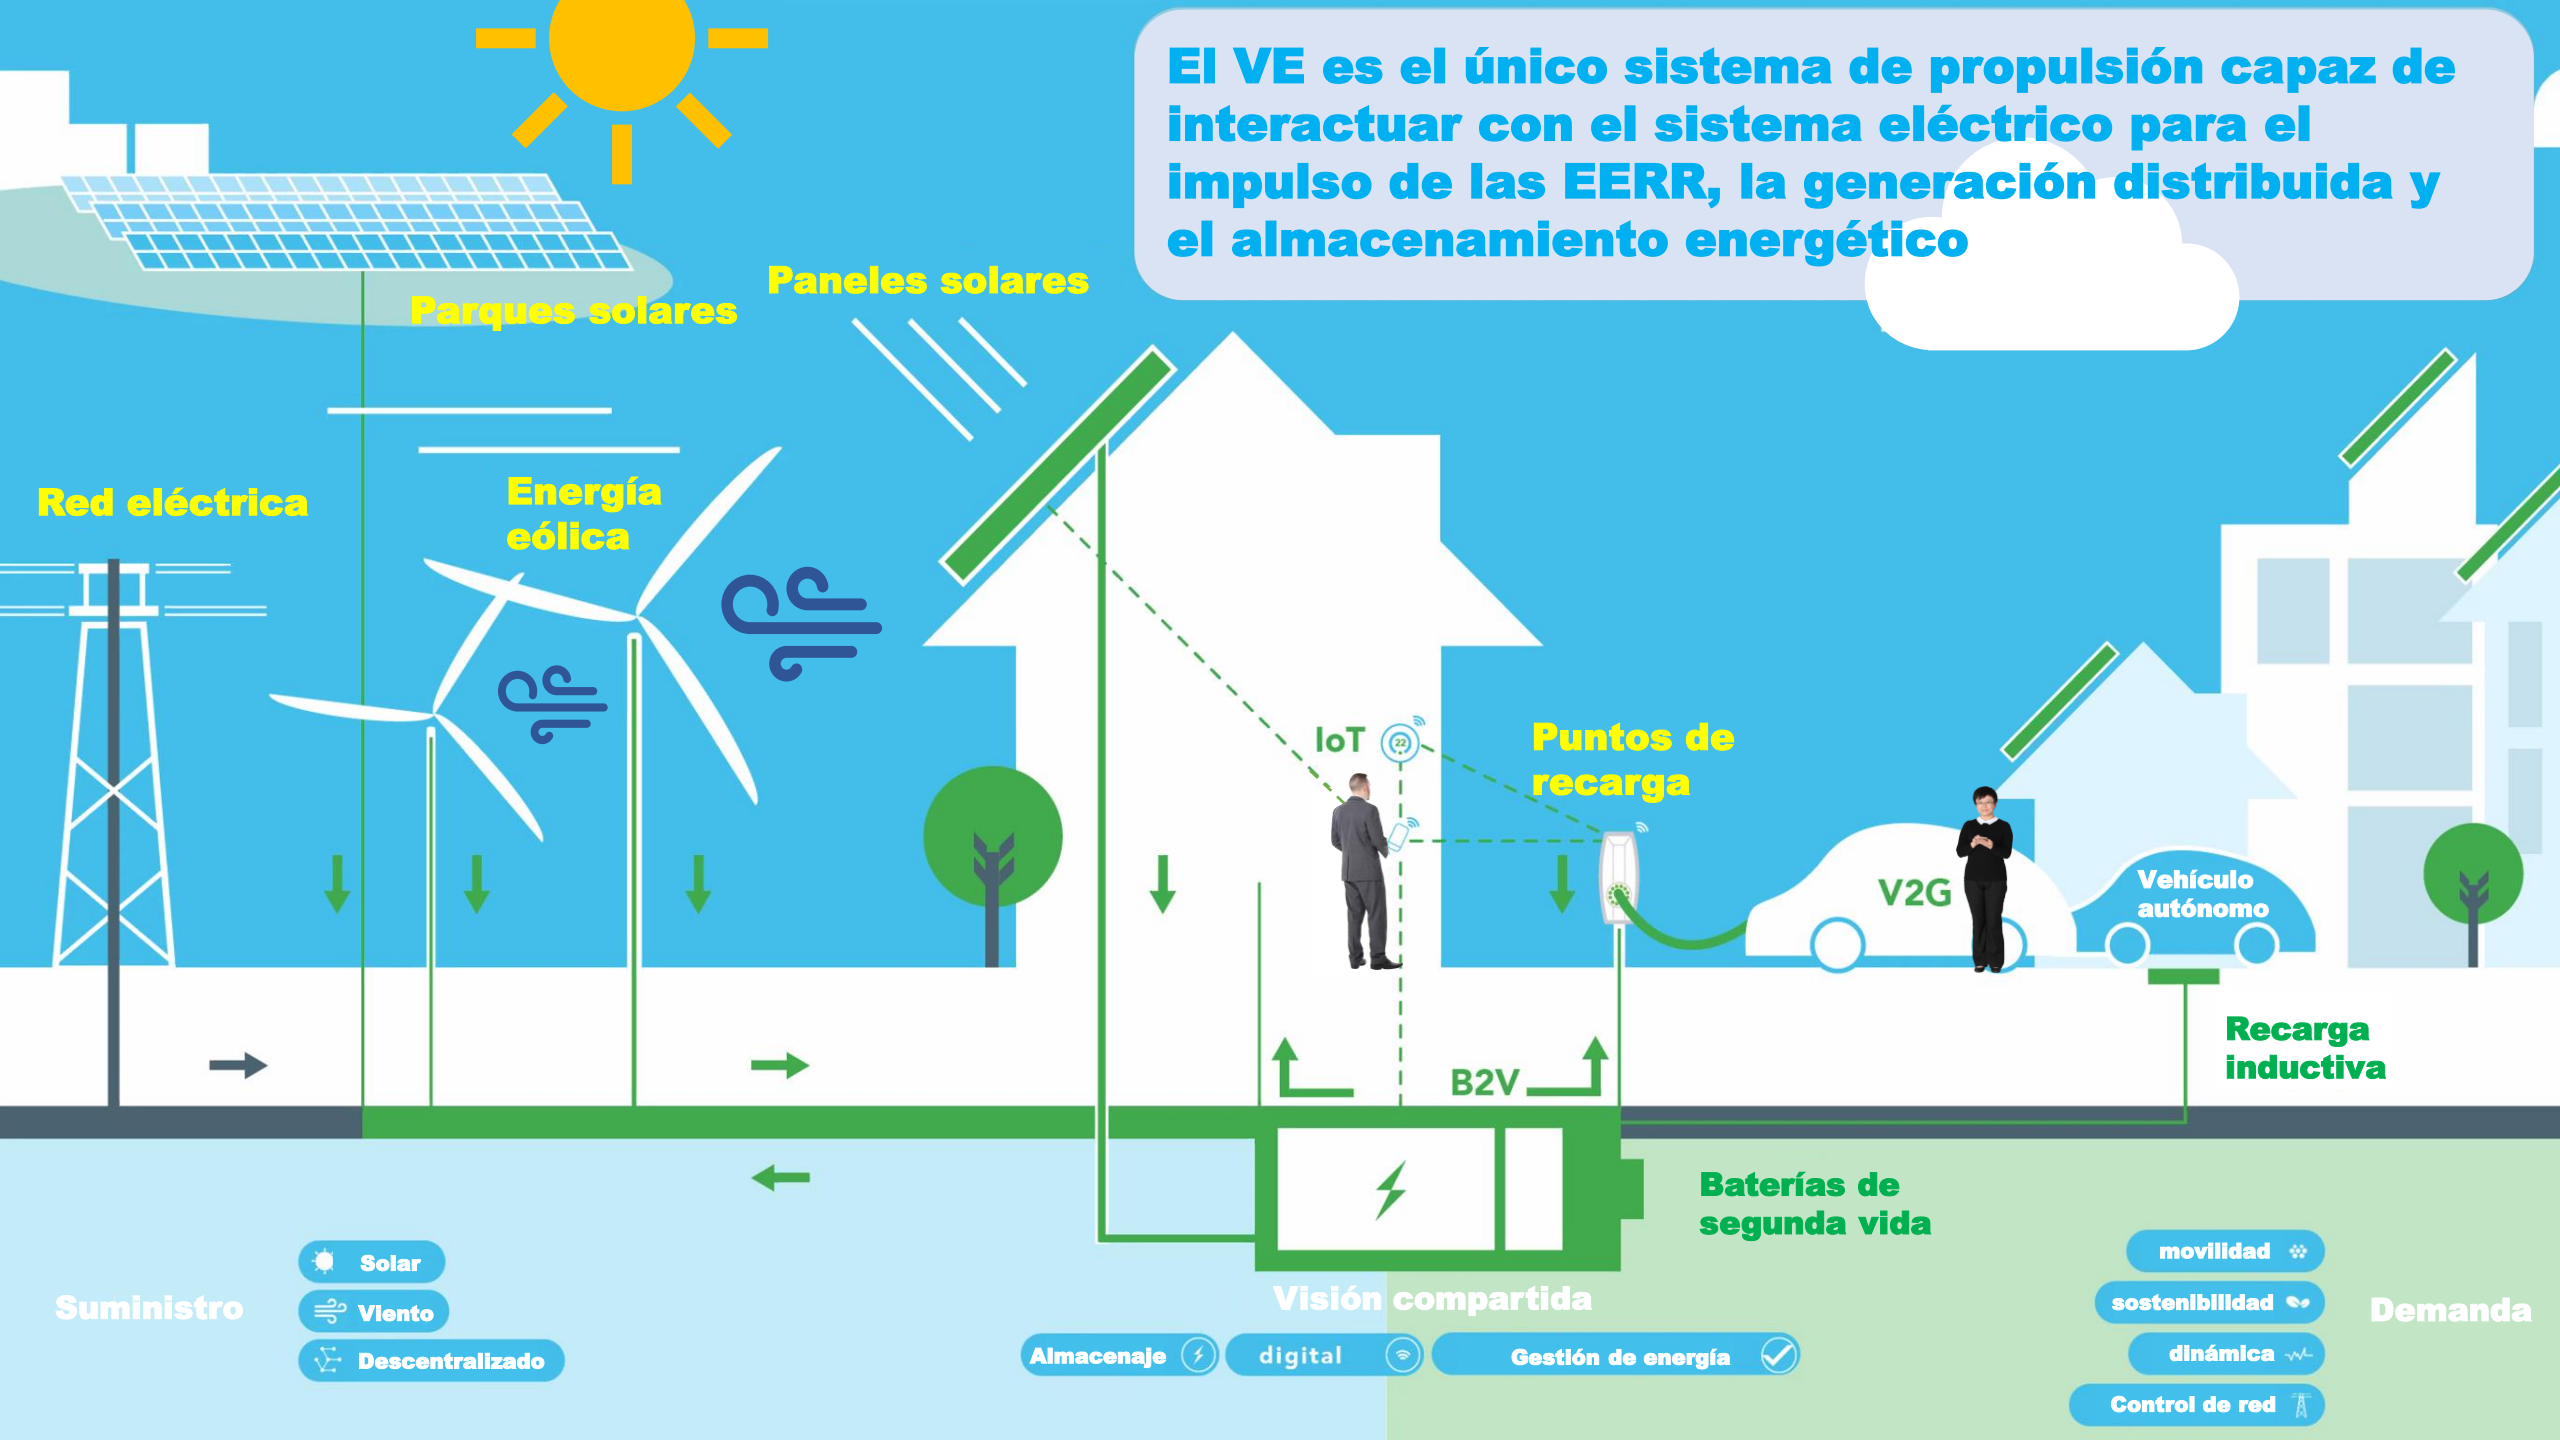 El VE es el único sistema de propulsión capaz de
interactuar con el sistema eléctrico para el
impulso de las EERR, la generación distribuida y
el almacenamiento energético
Paneles solares
Parques solares
Red eléctrica
Energía
eólica
IoT
22
Puntos de
recarga
V2G
Vehículo
autónomo
Recarga
inductiva
B2V
Baterías de
segunda vida
Suministro
Solar
Viento
Descentralizado
Visión compartida
Almacenaje
digital
Gestión de energía
movilidad
sostenibilidad
dinámica
Control de red
Demanda